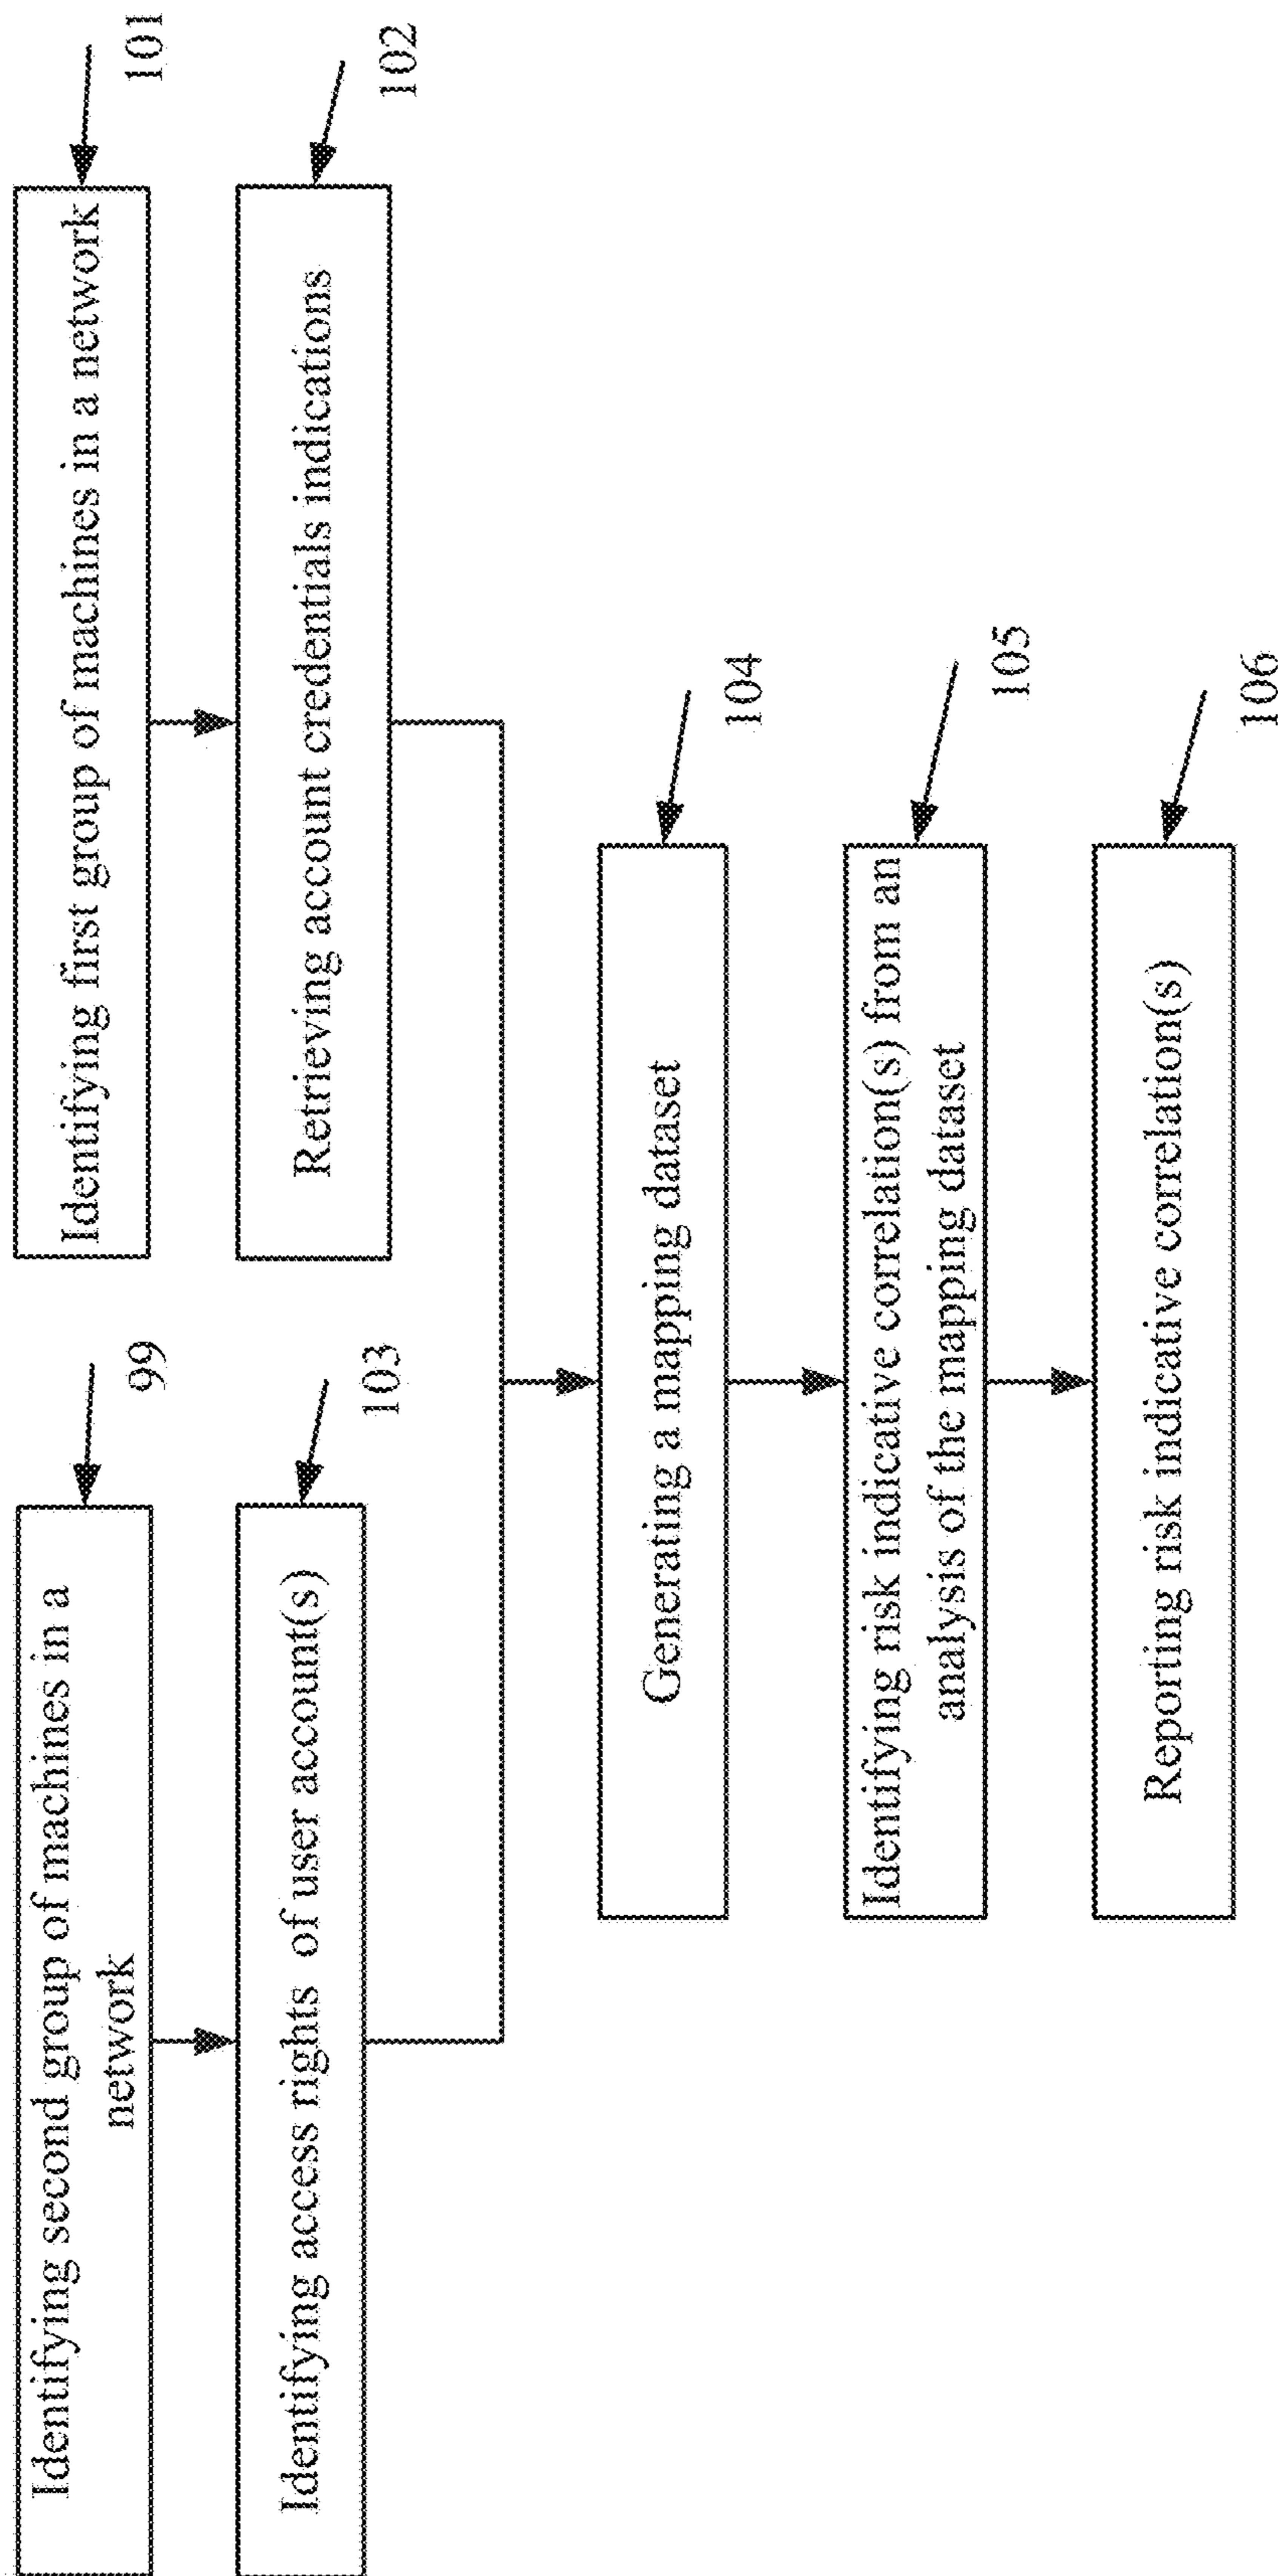 Identifying second group of machines in a
network
99
Identifying first group of machines in a network
101
Identifying access rights of user account(s)
103
Retrieving account credentials indications
102
Generating a mapping dataset
104
Identifying risk indicative correlation(s) from an
analysis of the mapping dataset
105
Reporting risk indicative correlation(s)
106